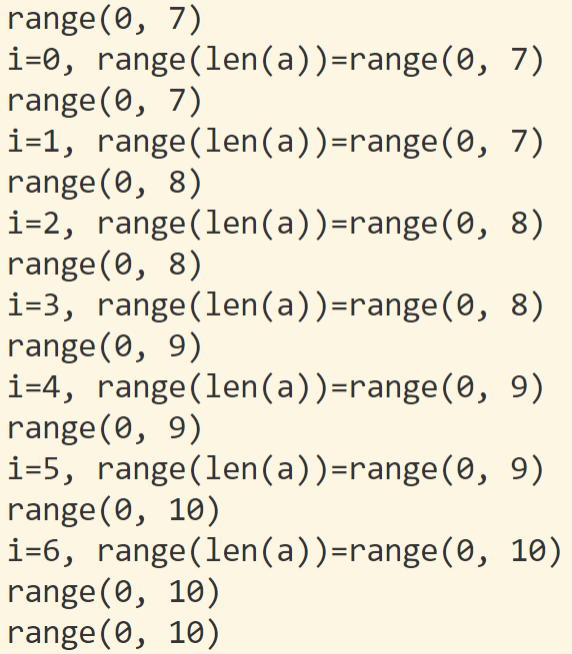 range(0, 7)
i=0, range(len(a))=range(0, 7)
range(0, 7)
i=1, range(len(a))=range(0, 7)
range(0, 8)
i=2, range(len(a))=range(0, 8)
range(0, 8)
i=3, range(len(a))=range(0, 8)
range(0, 9)
i=4, range(len(a))=range(0, 9)
range(0, 9)
i=5, range(len(a))=range(0, 9)
range(0, 10)
i=6, range(len(a))=range(0, 10)
range(0, 10)
range(0, 10)